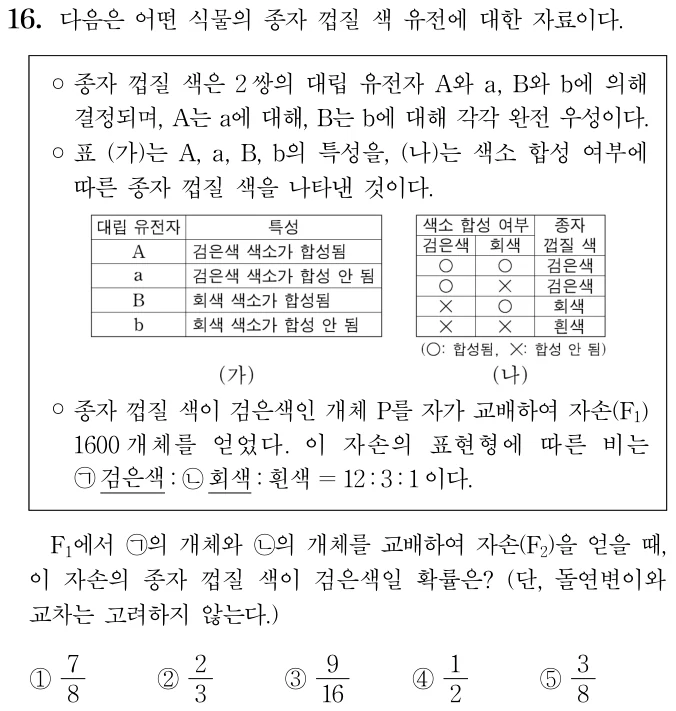 16. 다음은 어떤 식물의 종자 껍질 색 유전에 대한 자료이다.
○ 종자 껍질 색은 2쌍의 대립 유전자 A와 a, B와 b에 의해
결정되며, A는 a에 대해, B는 b에 대해 각각 완전 우성이다.
○ 표 (가)는 A, a, B, b의 특성을, (나)는 색소 합성 여부에
따른 종자 껍질 색을 나타낸 것이다.
대립 유전자 특성
A 검은색 색소가 합성됨
a 검은색 색소가 합성 안 됨
B 회색 색소가 합성됨
b 회색 색소가 합성 안 됨
(가)
색소 합성 여부 종자
검은색 회색 껍질 색
○ ○ 검은색
○ × 검은색
× ○ 회색
× × 흰색
(○: 합성됨, ×: 합성 안 됨)
(나)
○ 종자 껍질 색이 검은색인 개체 P를 자가 교배하여 자손(F₁)
1600개체를 얻었다. 이 자손의 표현형에 따른 비는
㉠검은색 : ㉡회색 : 흰색 = 12 : 3 : 1이다.
F₁에서 ㉠의 개체와 ㉡의 개체를 교배하여 자손(F₂)을 얻을 때,
이 자손의 종자 껍질 색이 검은색일 확률은? (단, 돌연변이와
교차는 고려하지 않는다.)
① 7/8 ② 2/3 ③ 9/16 ④ 1/2 ⑤ 3/8